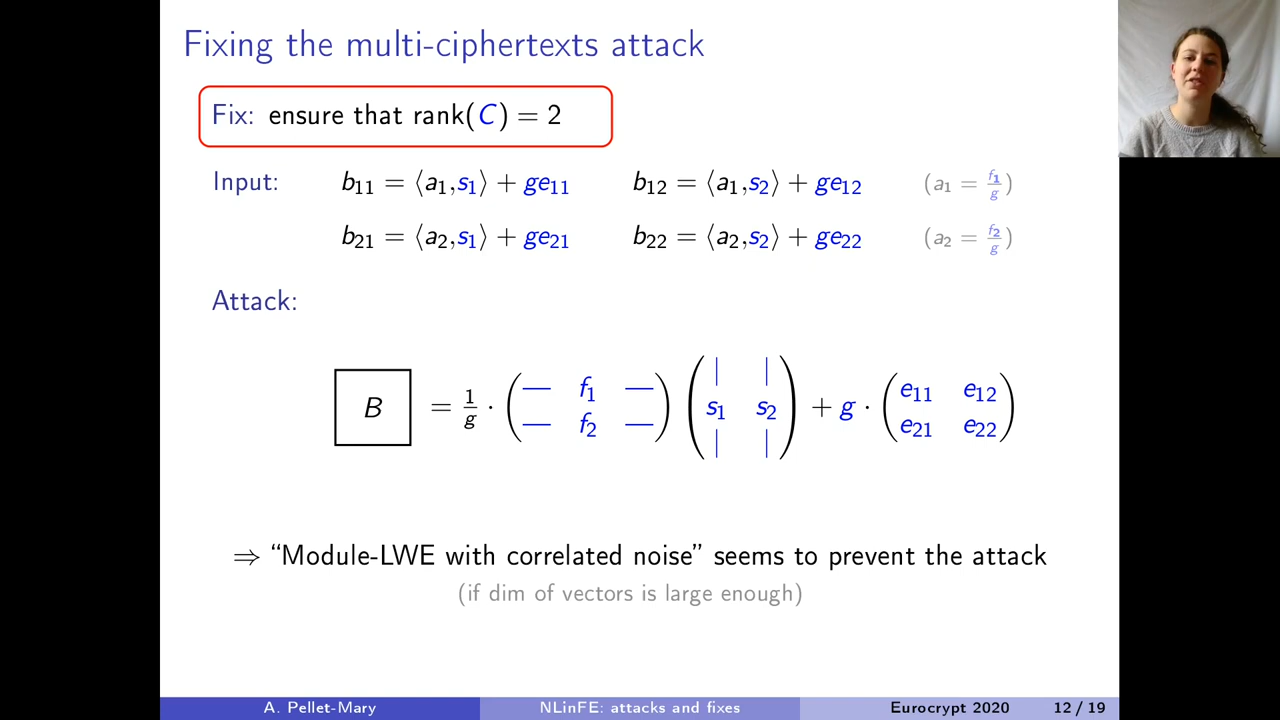 Fixing the multi-ciphertexts attack
Fix: ensure that rank(C) = 2
Input: b₁₁ = ⟨a₁,s₁⟩ + ge₁₁ b₁₂ = ⟨a₁,s₂⟩ + ge₁₂ (a₁ = f₁/g)
b₂₁ = ⟨a₂,s₁⟩ + ge₂₁ b₂₂ = ⟨a₂,s₂⟩ + ge₂₂ (a₂ = f₂/g)
Attack:
B = 1/g · (— f₁ — / — f₂ —) (| | / s₁ s₂ / | |) + g · (e₁₁ e₁₂ / e₂₁ e₂₂)
⇒ “Module-LWE with correlated noise” seems to prevent the attack
(if dim of vectors is large enough)
A. Pellet-Mary NLinFE: attacks and fixes Eurocrypt 2020 12 / 19